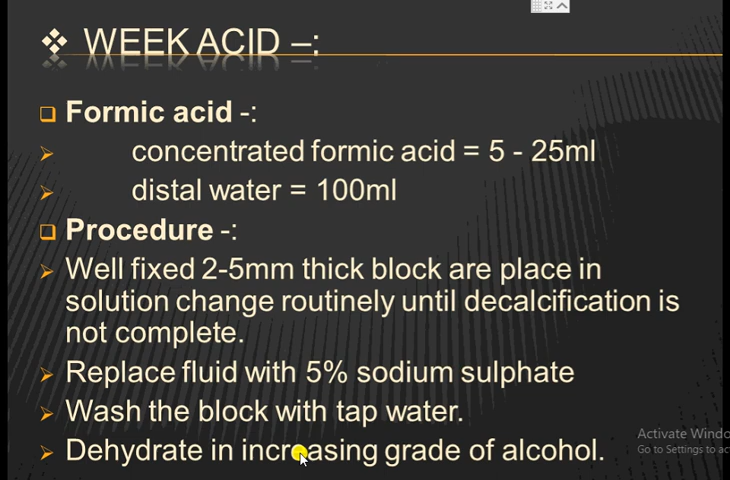 WEEK ACID –:
Formic acid -:
concentrated formic acid = 5 - 25ml
distal water = 100ml
Procedure -:
Well fixed 2-5mm thick block are place in
solution change routinely until decalcification is
not complete.
Replace fluid with 5% sodium sulphate
Wash the block with tap water.
Dehydrate in increasing grade of alcohol.
Activate Windo
Go to Settings to ac